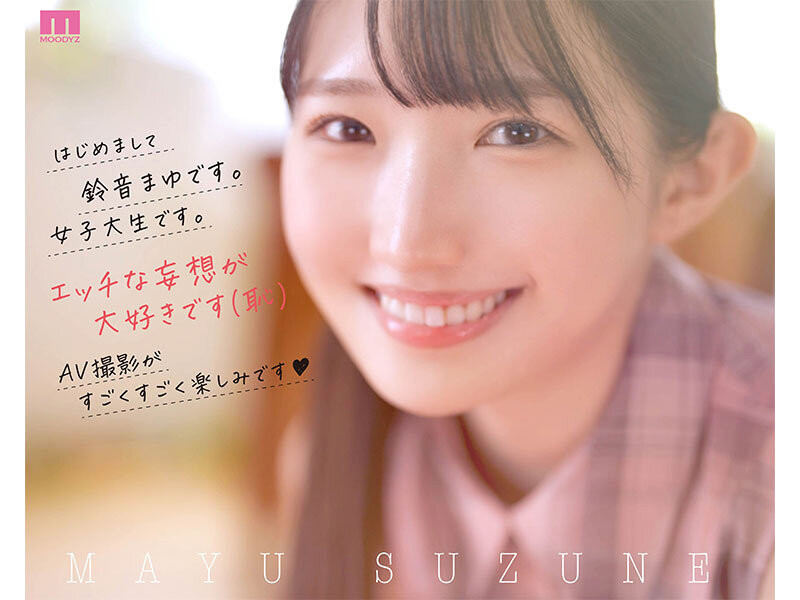 MOODYZ
はじめまして
鈴音まゆです。
女子大生です。
エッチな妄想が
大好きです(恥)
AV撮影が
すごくすごく楽しみです♥
MAYU SUZUNE